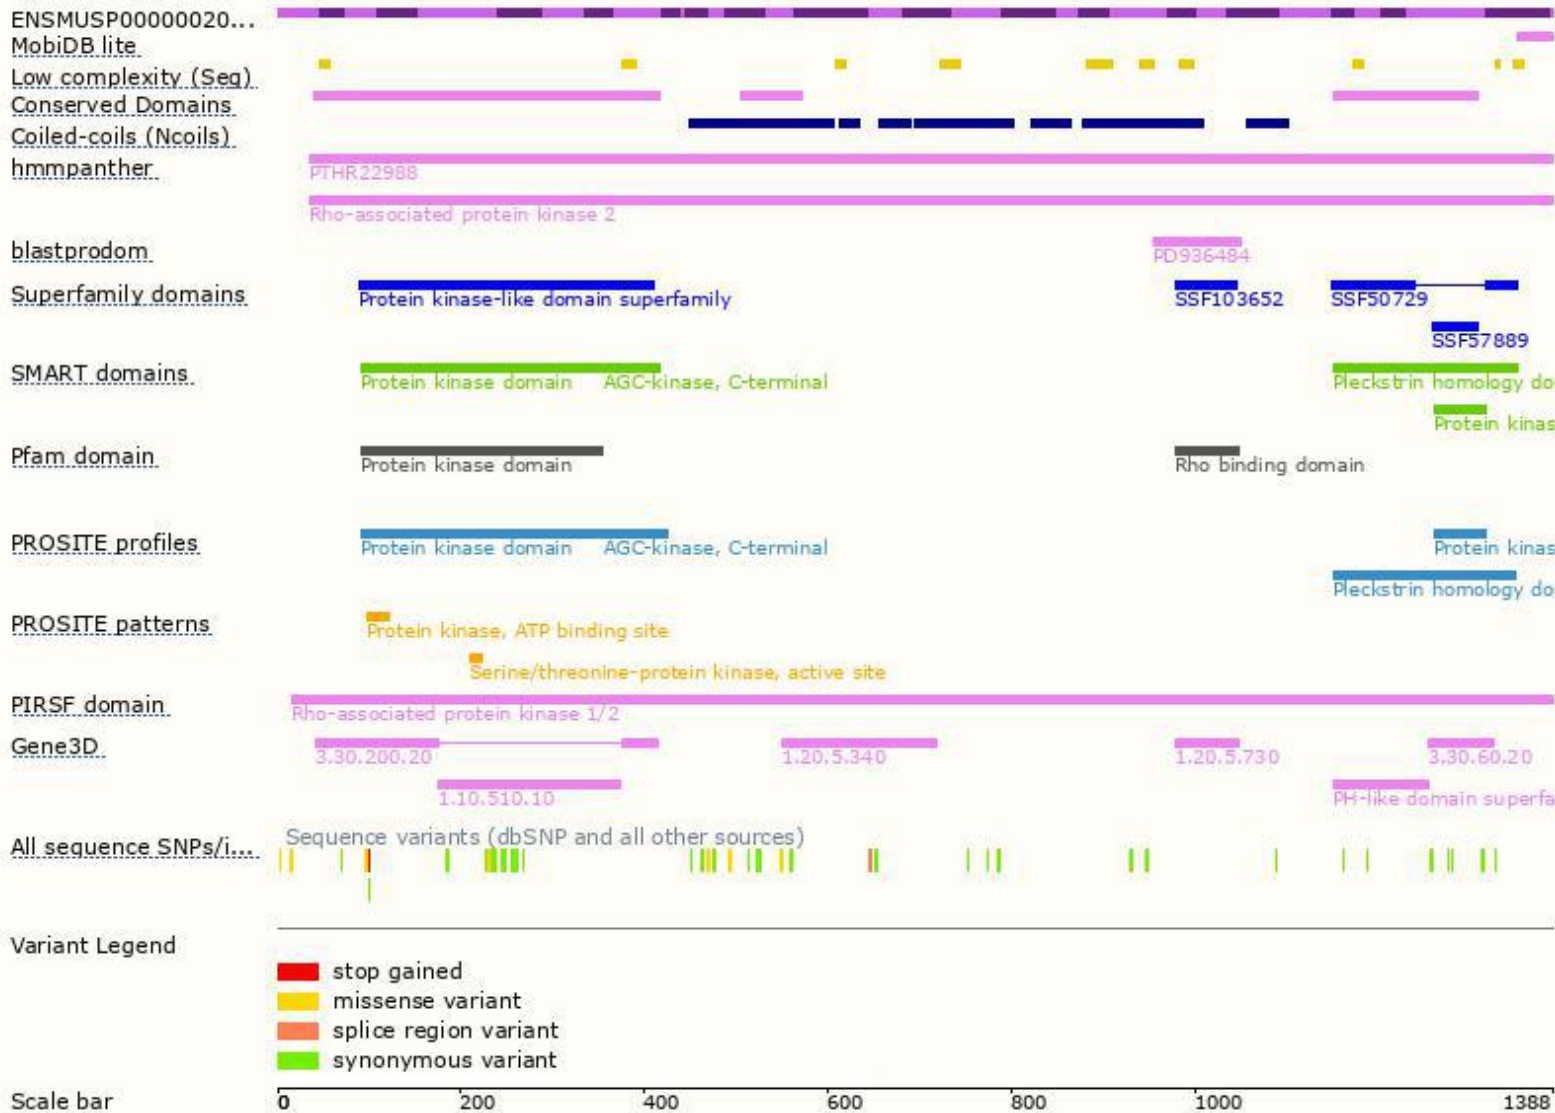 ENSMUSP00000020...
MobiDB lite
Low complexity (Seg)
Conserved Domains
Coiled-coils (Ncoils)
hmmpanther
PTHR22988
Rho-associated protein kinase 2
blastprodom
PD936484
Superfamily domains
Protein kinase-like domain superfamily
SSF103652
SSF50729
SSF57889
SMART domains
Protein kinase domain
AGC-kinase, C-terminal
Pleckstrin homology do
Protein kinas
Pfam domain
Protein kinase domain
Rho binding domain
PROSITE profiles
Protein kinase domain
AGC-kinase, C-terminal
Protein kinas
Pleckstrin homology do
PROSITE patterns
Protein kinase, ATP binding site
Serine/threonine-protein kinase, active site
PIRSF domain
Rho-associated protein kinase 1/2
Gene3D
3.30.200.20
1.20.5.340
1.20.5.730
3.30.60.20
1.10.510.10
PH-like domain superfa
All sequence SNPs/i...
Sequence variants (dbSNP and all other sources)
Variant Legend
stop gained
missense variant
splice region variant
synonymous variant
Scale bar
0 200 400 600 800 1000 1388